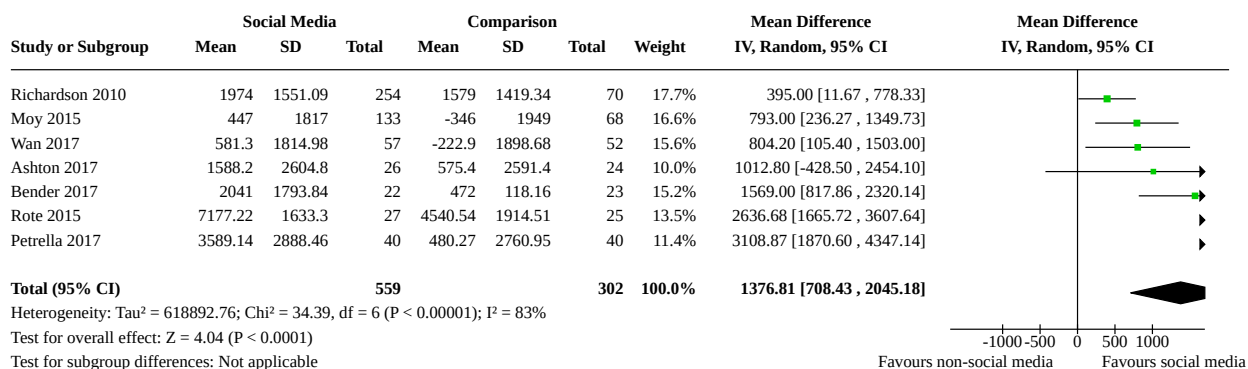 Social Media Comparison Mean Difference Mean Difference
Study or Subgroup Mean SD Total Mean SD Total Weight IV, Random, 95% CI IV, Random, 95% CI
Richardson 2010 1974 1551.09 254 1579 1419.34 70 17.7% 395.00 [11.67 , 778.33]
Moy 2015 447 1817 133 -346 1949 68 16.6% 793.00 [236.27 , 1349.73]
Wan 2017 581.3 1814.98 57 -222.9 1898.68 52 15.6% 804.20 [105.40 , 1503.00]
Ashton 2017 1588.2 2604.8 26 575.4 2591.4 24 10.0% 1012.80 [-428.50 , 2454.10]
Bender 2017 2041 1793.84 22 472 118.16 23 15.2% 1569.00 [817.86 , 2320.14]
Rote 2015 7177.22 1633.3 27 4540.54 1914.51 25 13.5% 2636.68 [1665.72 , 3607.64]
Petrella 2017 3589.14 2888.46 40 480.27 2760.95 40 11.4% 3108.87 [1870.60 , 4347.14]
Total (95% CI) 559 302 100.0% 1376.81 [708.43 , 2045.18]
Heterogeneity: Tau² = 618892.76; Chi² = 34.39, df = 6 (P < 0.00001); I² = 83%
Test for overall effect: Z = 4.04 (P < 0.0001)
-1000 -500 0 500 1000
Test for subgroup differences: Not applicable Favours non-social media Favours social media